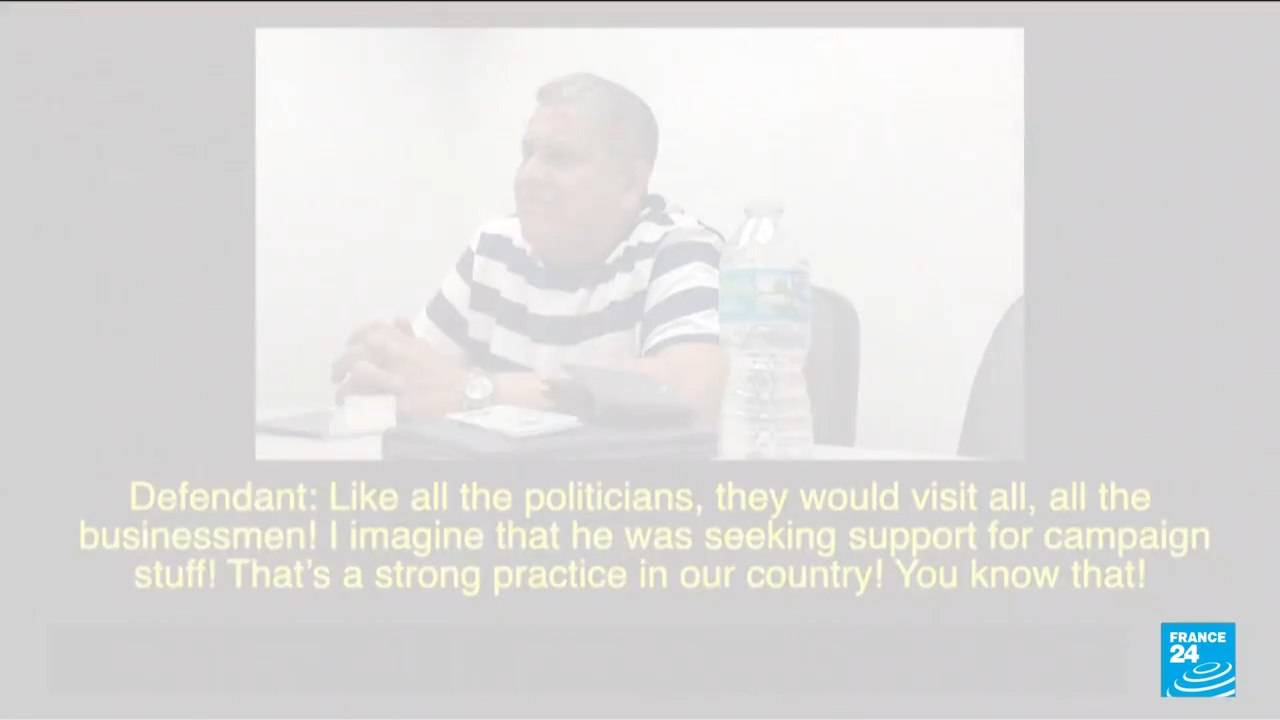 Defendant: Like all the politicians, they would visit all, all the
businessmen! I imagine that he was seeking support for campaign
stuff! That's a strong practice in our country! You know that!
FRANCE
24